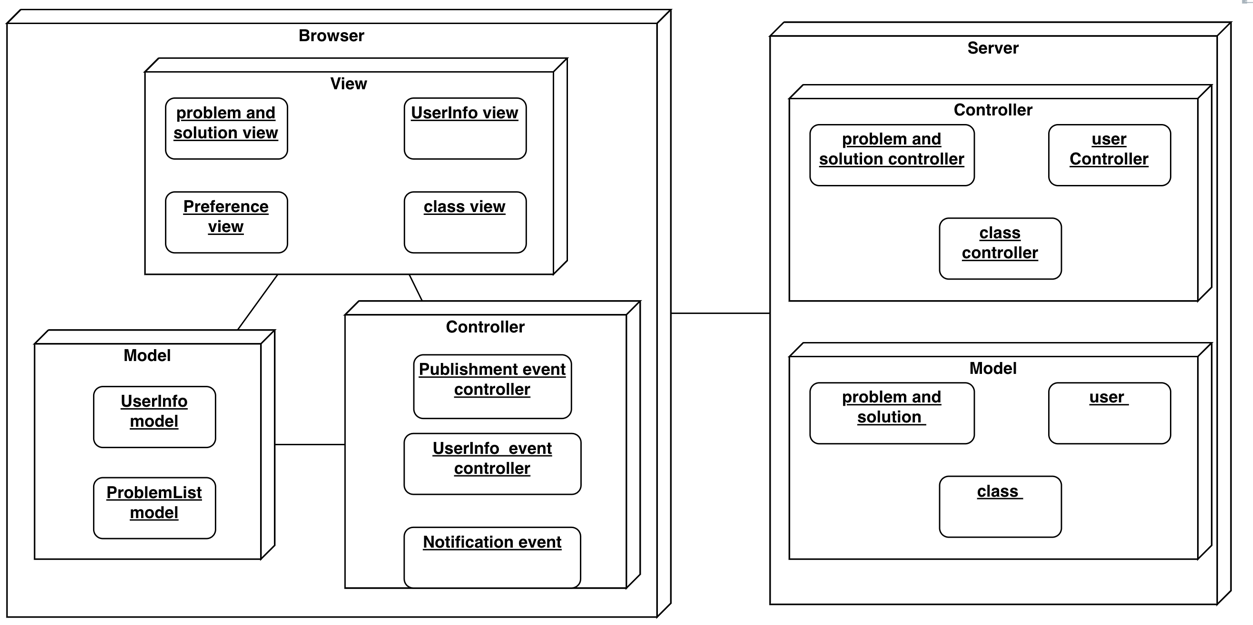 Browser
View
problem and
solution view
UserInfo view
Preference
view
class view
Model
UserInfo
model
ProblemList
model
Controller
Publishment event
controller
UserInfo event
controller
Notification event
Server
Controller
problem and
solution controller
user
Controller
class
controller
Model
problem and
solution
user
class